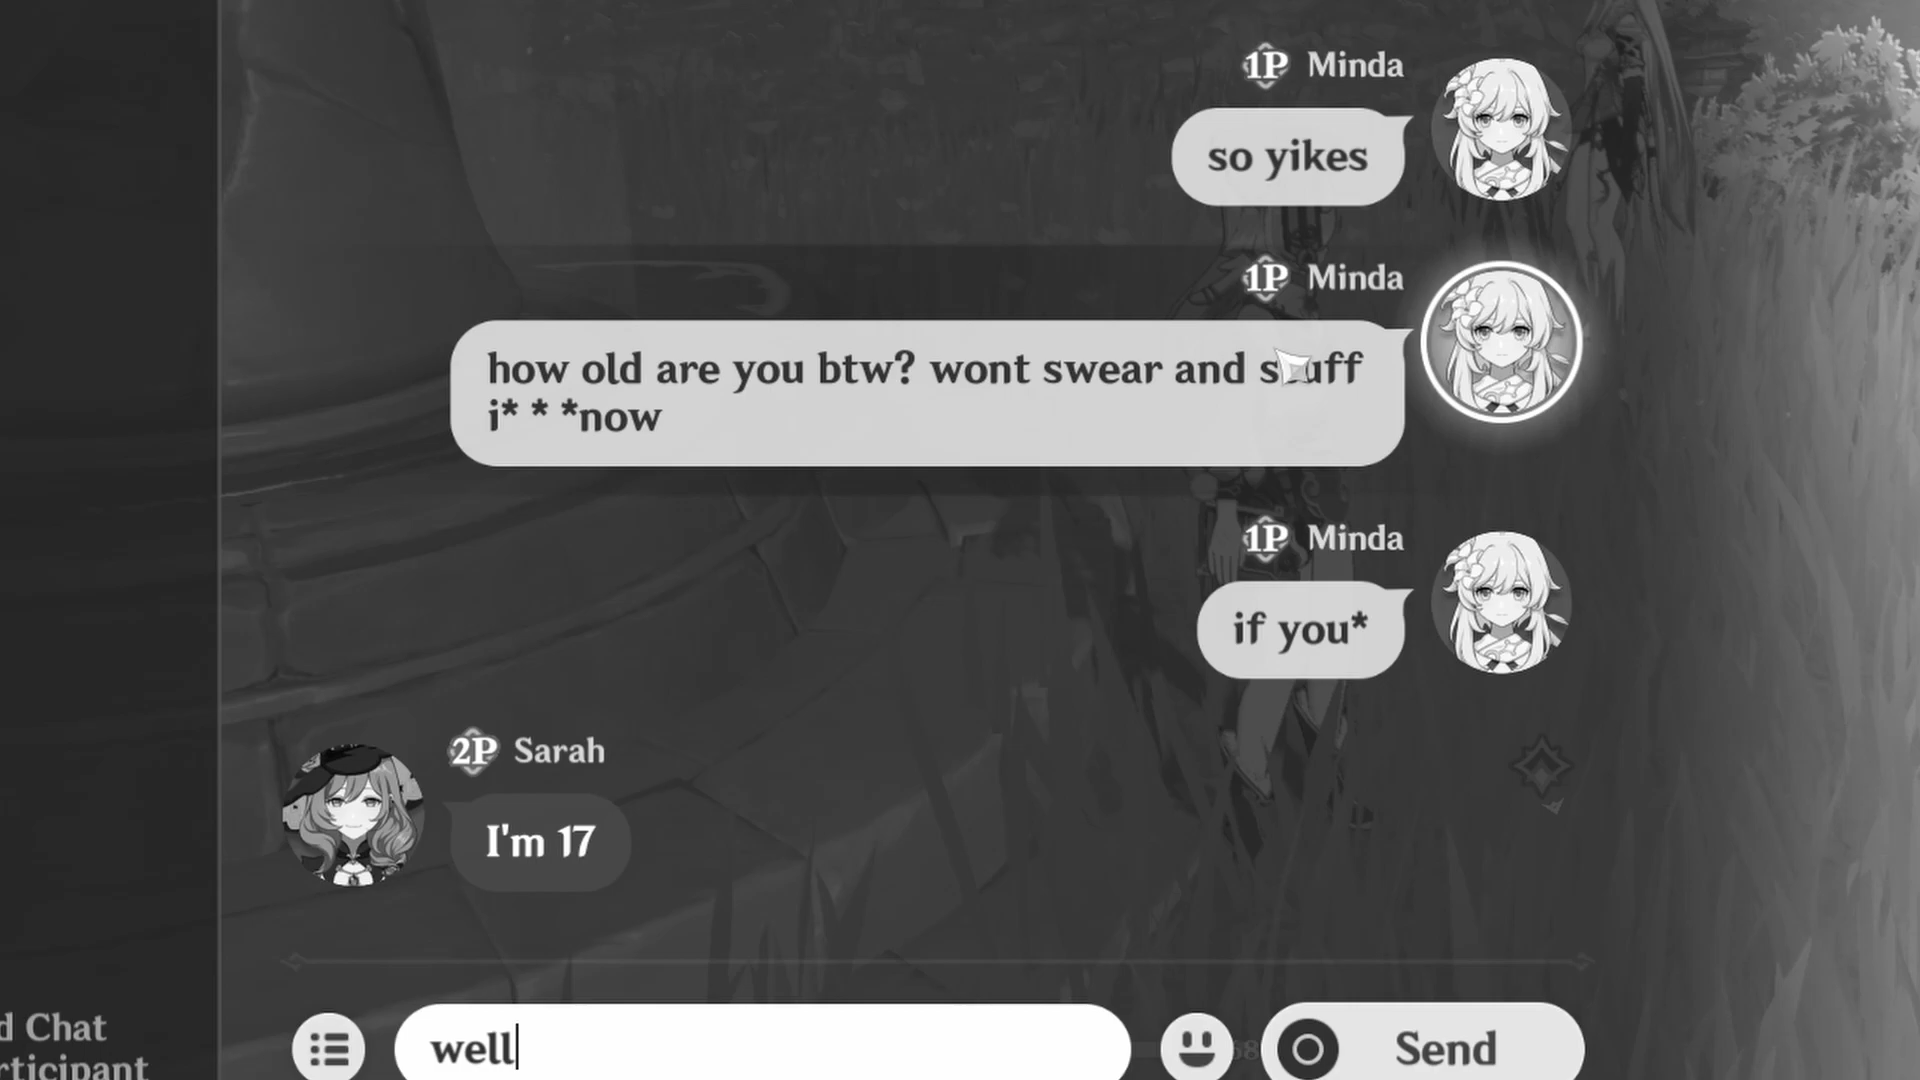 1P Minda
so yikes
1P Minda
how old are you btw? wont swear and stuff
i* * *now
1P Minda
if you*
2P Sarah
I'm 17
d Chat
rticipant
well
68
Send